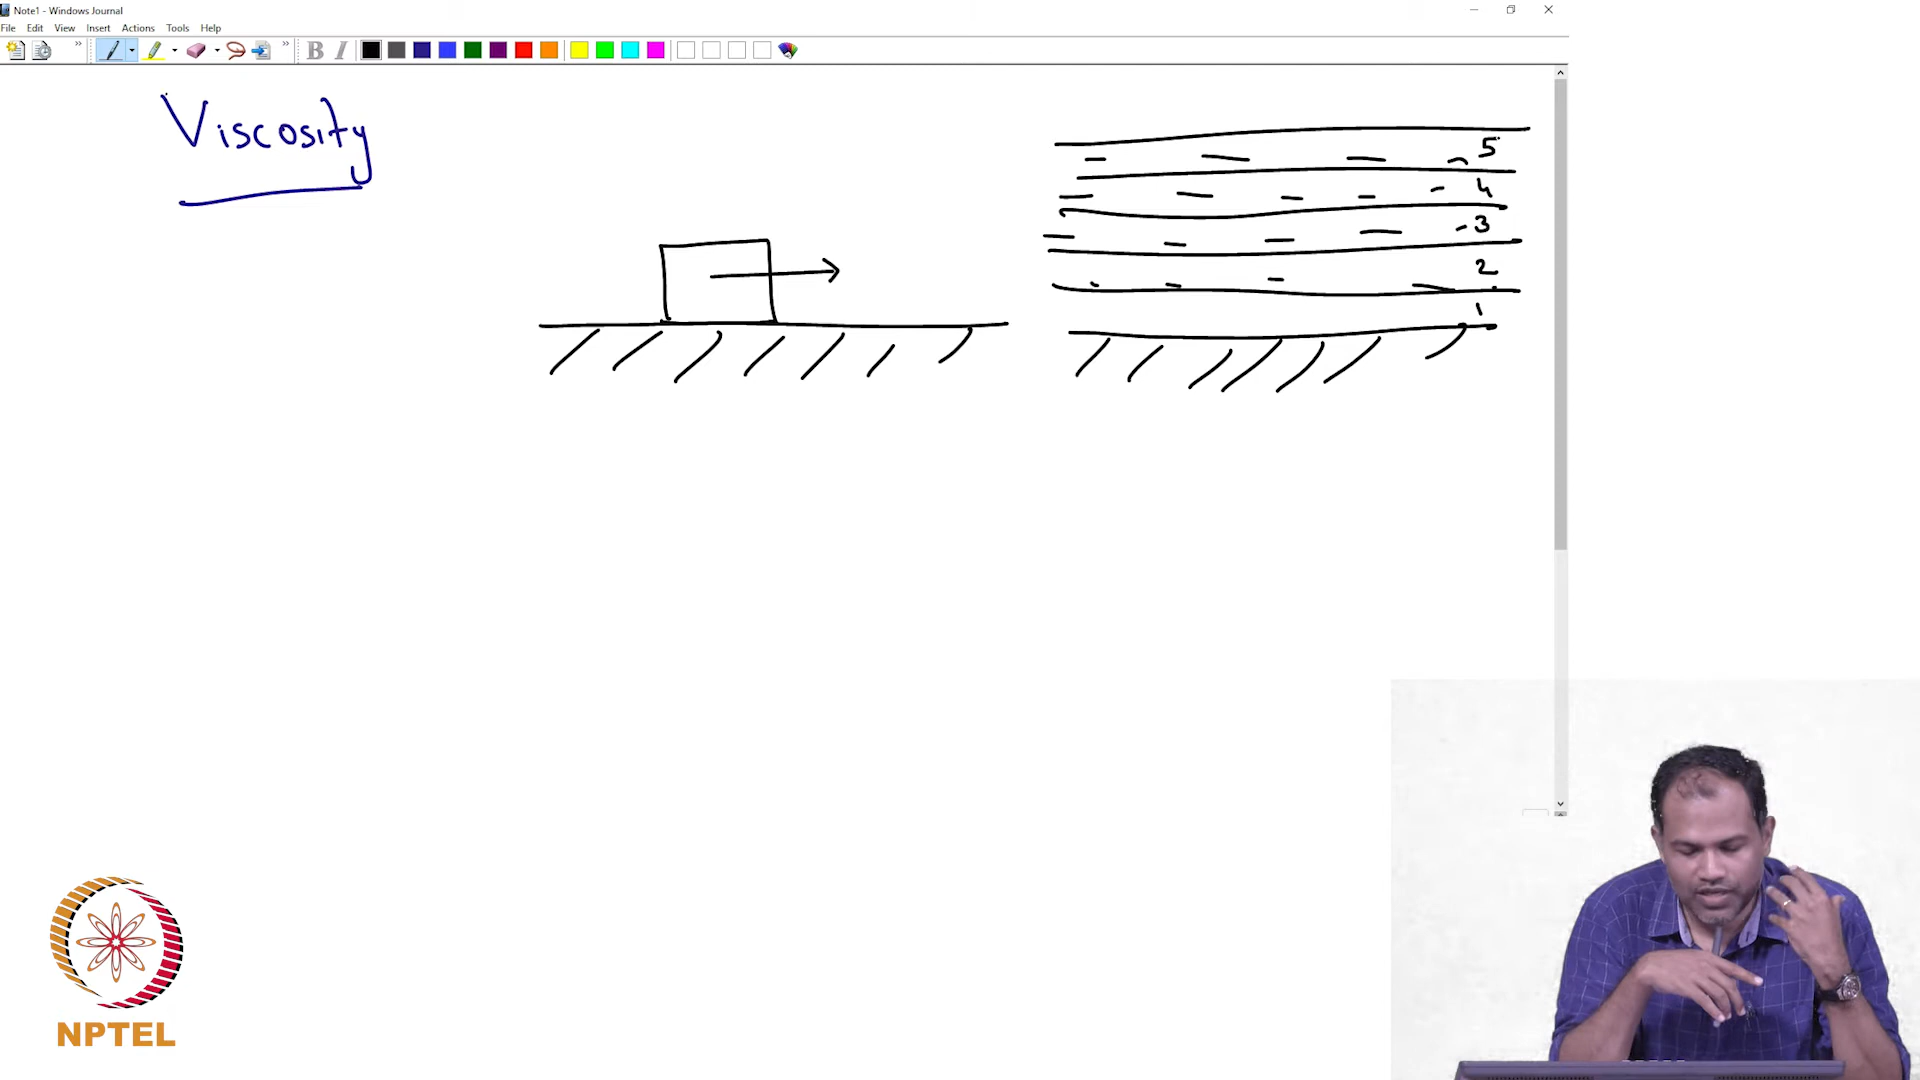 Note1 - Windows Journal
File Edit View Insert Actions Tools Help
B I
Viscosity
5
4
3
2
1
NPTEL